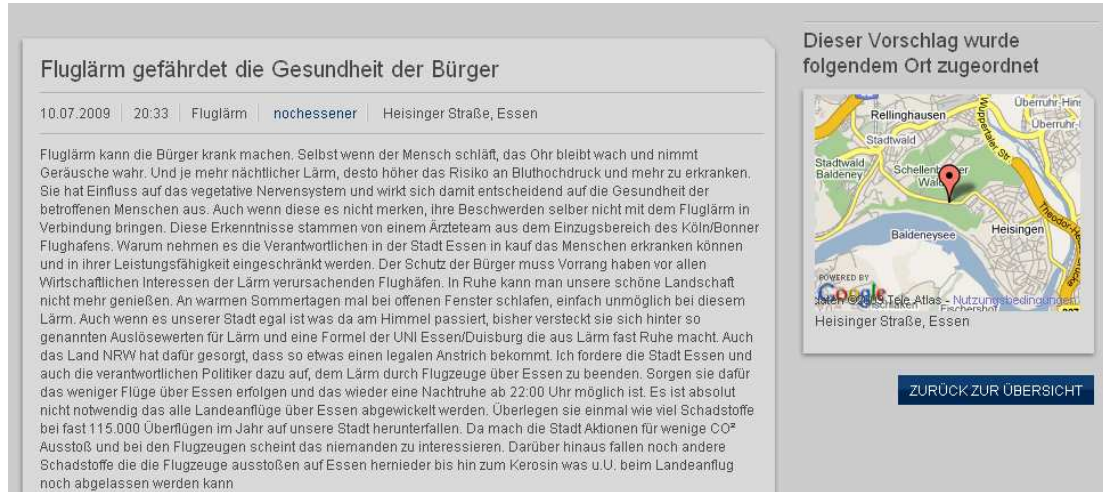 Fluglärm gefährdet die Gesundheit der Bürger
10.07.2009 20:33 Fluglärm nochessener Heisinger Straße, Essen
Fluglärm kann die Bürger krank machen. Selbst wenn der Mensch schläft, das Ohr bleibt wach und nimmt
Geräusche wahr. Und je mehr nächtlicher Lärm, desto höher das Risiko an Bluthochdruck und mehr zu erkranken.
Sie hat Einfluss auf das vegetative Nervensystem und wirkt sich damit entscheidend auf die Gesundheit der
betroffenen Menschen aus. Auch wenn diese es nicht merken, ihre Beschwerden selber nicht mit dem Fluglärm in
Verbindung bringen. Diese Erkenntnisse stammen von einem Ärzteteam aus dem Einzugsbereich des Köln/Bonner
Flughafens. Warum nehmen es die Verantwortlichen in der Stadt Essen in kauf das Menschen erkranken können
und in ihrer Leistungsfähigkeit eingeschränkt werden. Der Schutz der Bürger muss Vorrang haben vor allen
Wirtschaftlichen Interessen der Lärm verursachenden Flughäfen. In Ruhe kann man unsere schöne Landschaft
nicht mehr genießen. An warmen Sommertagen mal bei offenen Fenster schlafen, einfach unmöglich bei diesem
Lärm. Auch wenn es unserer Stadt egal ist was da am Himmel passiert, bisher versteckt sie sich hinter so
genannten Auslösewerten für Lärm und eine Formel der UNI Essen/Duisburg die aus Lärm fast Ruhe macht. Auch
das Land NRW hat dafür gesorgt, dass so etwas einen legalen Anstrich bekommt. Ich fordere die Stadt Essen und
auch die verantwortlichen Politiker dazu auf, dem Lärm durch Flugzeuge über Essen zu beenden. Sorgen sie dafür
das weniger Flüge über Essen erfolgen und das wieder eine Nachtruhe ab 22:00 Uhr möglich ist. Es ist absolut
nicht notwendig das alle Landeanflüge über Essen abgewickelt werden. Überlegen sie einmal wie viel Schadstoffe
bei fast 115.000 Überflügen im Jahr auf unsere Stadt herunterfallen. Da mach die Stadt Aktionen für wenige CO²
Ausstoß und bei den Flugzeugen scheint das niemanden zu interessieren. Darüber hinaus fallen noch andere
Schadstoffe die die Flugzeuge ausstoßen auf Essen hernieder bis hin zum Kerosin was u.U. beim Landeanflug
noch abgelassen werden kann
Dieser Vorschlag wurde
folgendem Ort zugeordnet
Überruhr-Hins
Rellinghausen
Überruhr-
Wuppertaler Str
Stadtwald
Stadtwald
Baldeney
Heisingen
Baldeneysee
POWERED BY
Google
Tele Atlas - Nutzungsbedingungen
Fischershof
Heisinger Straße, Essen
ZURÜCK ZUR ÜBERSICHT